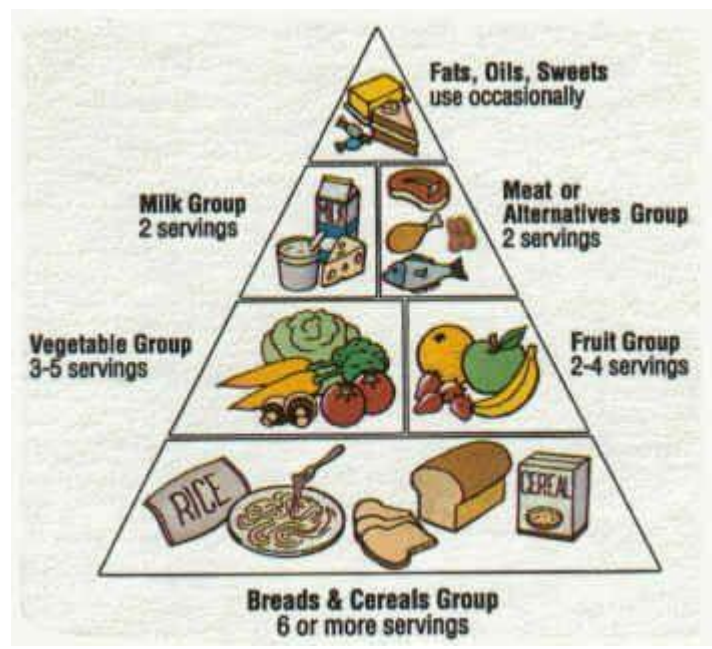 Fats, Oils, Sweets
use occasionally
Milk Group
2 servings
Meat or
Alternatives Group
2 servings
Vegetable Group
3-5 servings
Fruit Group
2-4 servings
RICE
CEREAL
Breads & Cereals Group
6 or more servings